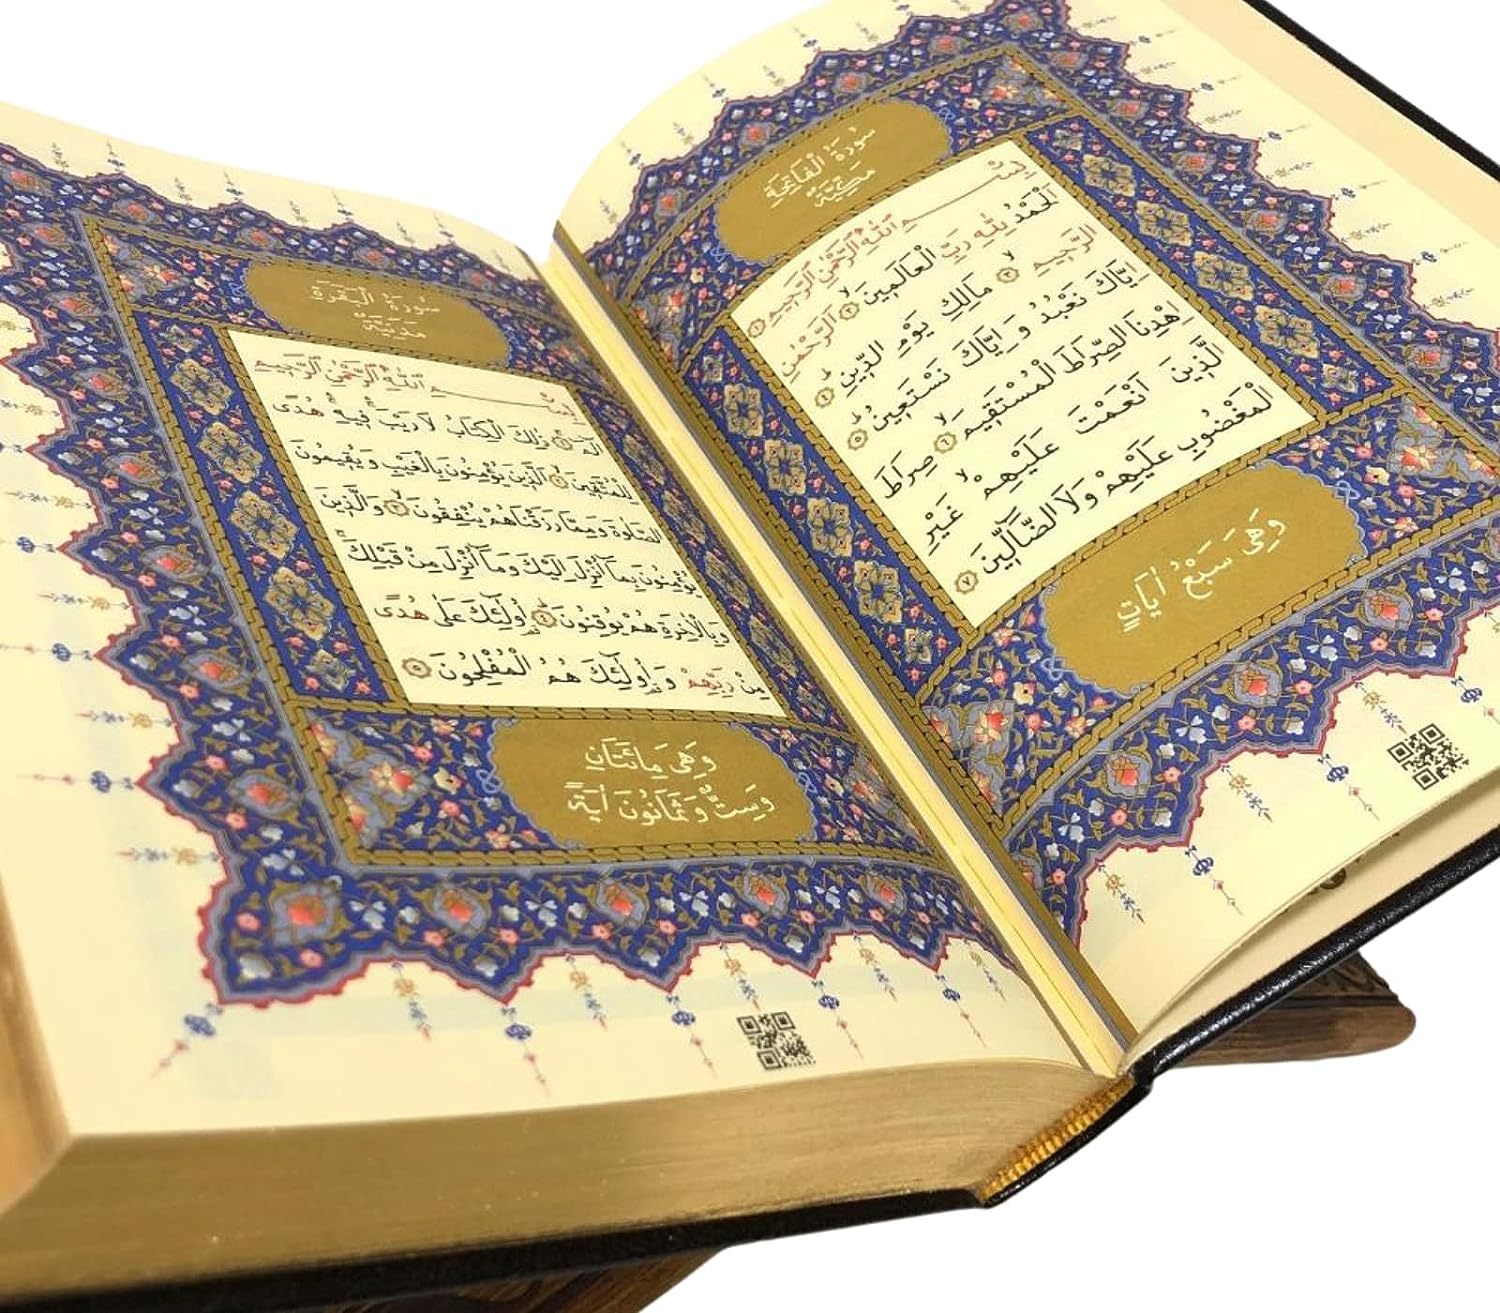 سُورَةُ الْفَاتِحَةِ
مَكِّيَّةٌ
بِسْمِ اللّٰهِ الرَّحْمٰنِ الرَّحِيمِ ﴿١﴾
اَلْحَمْدُ لِلّٰهِ رَبِّ الْعَالَمِينَ ﴿٢﴾ اَلرَّحْمٰنِ
الرَّحِيمِ ﴿٣﴾ مَالِكِ يَوْمِ الدِّينِ ﴿٤﴾
اِيَّاكَ نَعْبُدُ وَاِيَّاكَ نَسْتَعِينُ ﴿٥﴾
اِهْدِنَا الصِّرَاطَ الْمُسْتَقِيمَ ﴿٦﴾ صِرَاطَ
الَّذِينَ اَنْعَمْتَ عَلَيْهِمْ غَيْرِ
الْمَغْضُوبِ عَلَيْهِمْ وَلَا الضَّآلِّينَ ﴿٧﴾
وَهِيَ سَبْعُ اٰيَاتٍ
سُورَةُ الْبَقَرَةِ
مَدَنِيَّةٌ
بِسْمِ اللّٰهِ الرَّحْمٰنِ الرَّحِيمِ
الٓمٓ ﴿١﴾ ذٰلِكَ الْكِتَابُ لَا رَيْبَ فِيهِ هُدًى
لِلْمُتَّقِينَ ﴿٢﴾ اَلَّذِينَ يُؤْمِنُونَ بِالْغَيْبِ وَيُقِيمُونَ
الصَّلٰوةَ وَمِمَّا رَزَقْنَاهُمْ يُنْفِقُونَ ﴿٣﴾ وَالَّذِينَ
يُؤْمِنُونَ بِمَٓا اُنْزِلَ اِلَيْكَ وَمَٓا اُنْزِلَ مِنْ قَبْلِكَ
وَبِالْاٰخِرَةِ هُمْ يُوقِنُونَ ﴿٤﴾ اُولٰٓئِكَ عَلٰى هُدًى
مِنْ رَبِّهِمْ وَاُولٰٓئِكَ هُمُ الْمُفْلِحُونَ ﴿٥﴾
وَهِيَ مِائَتَانِ
وَسِتٌّ وَثَمَانُونَ اٰيَةً